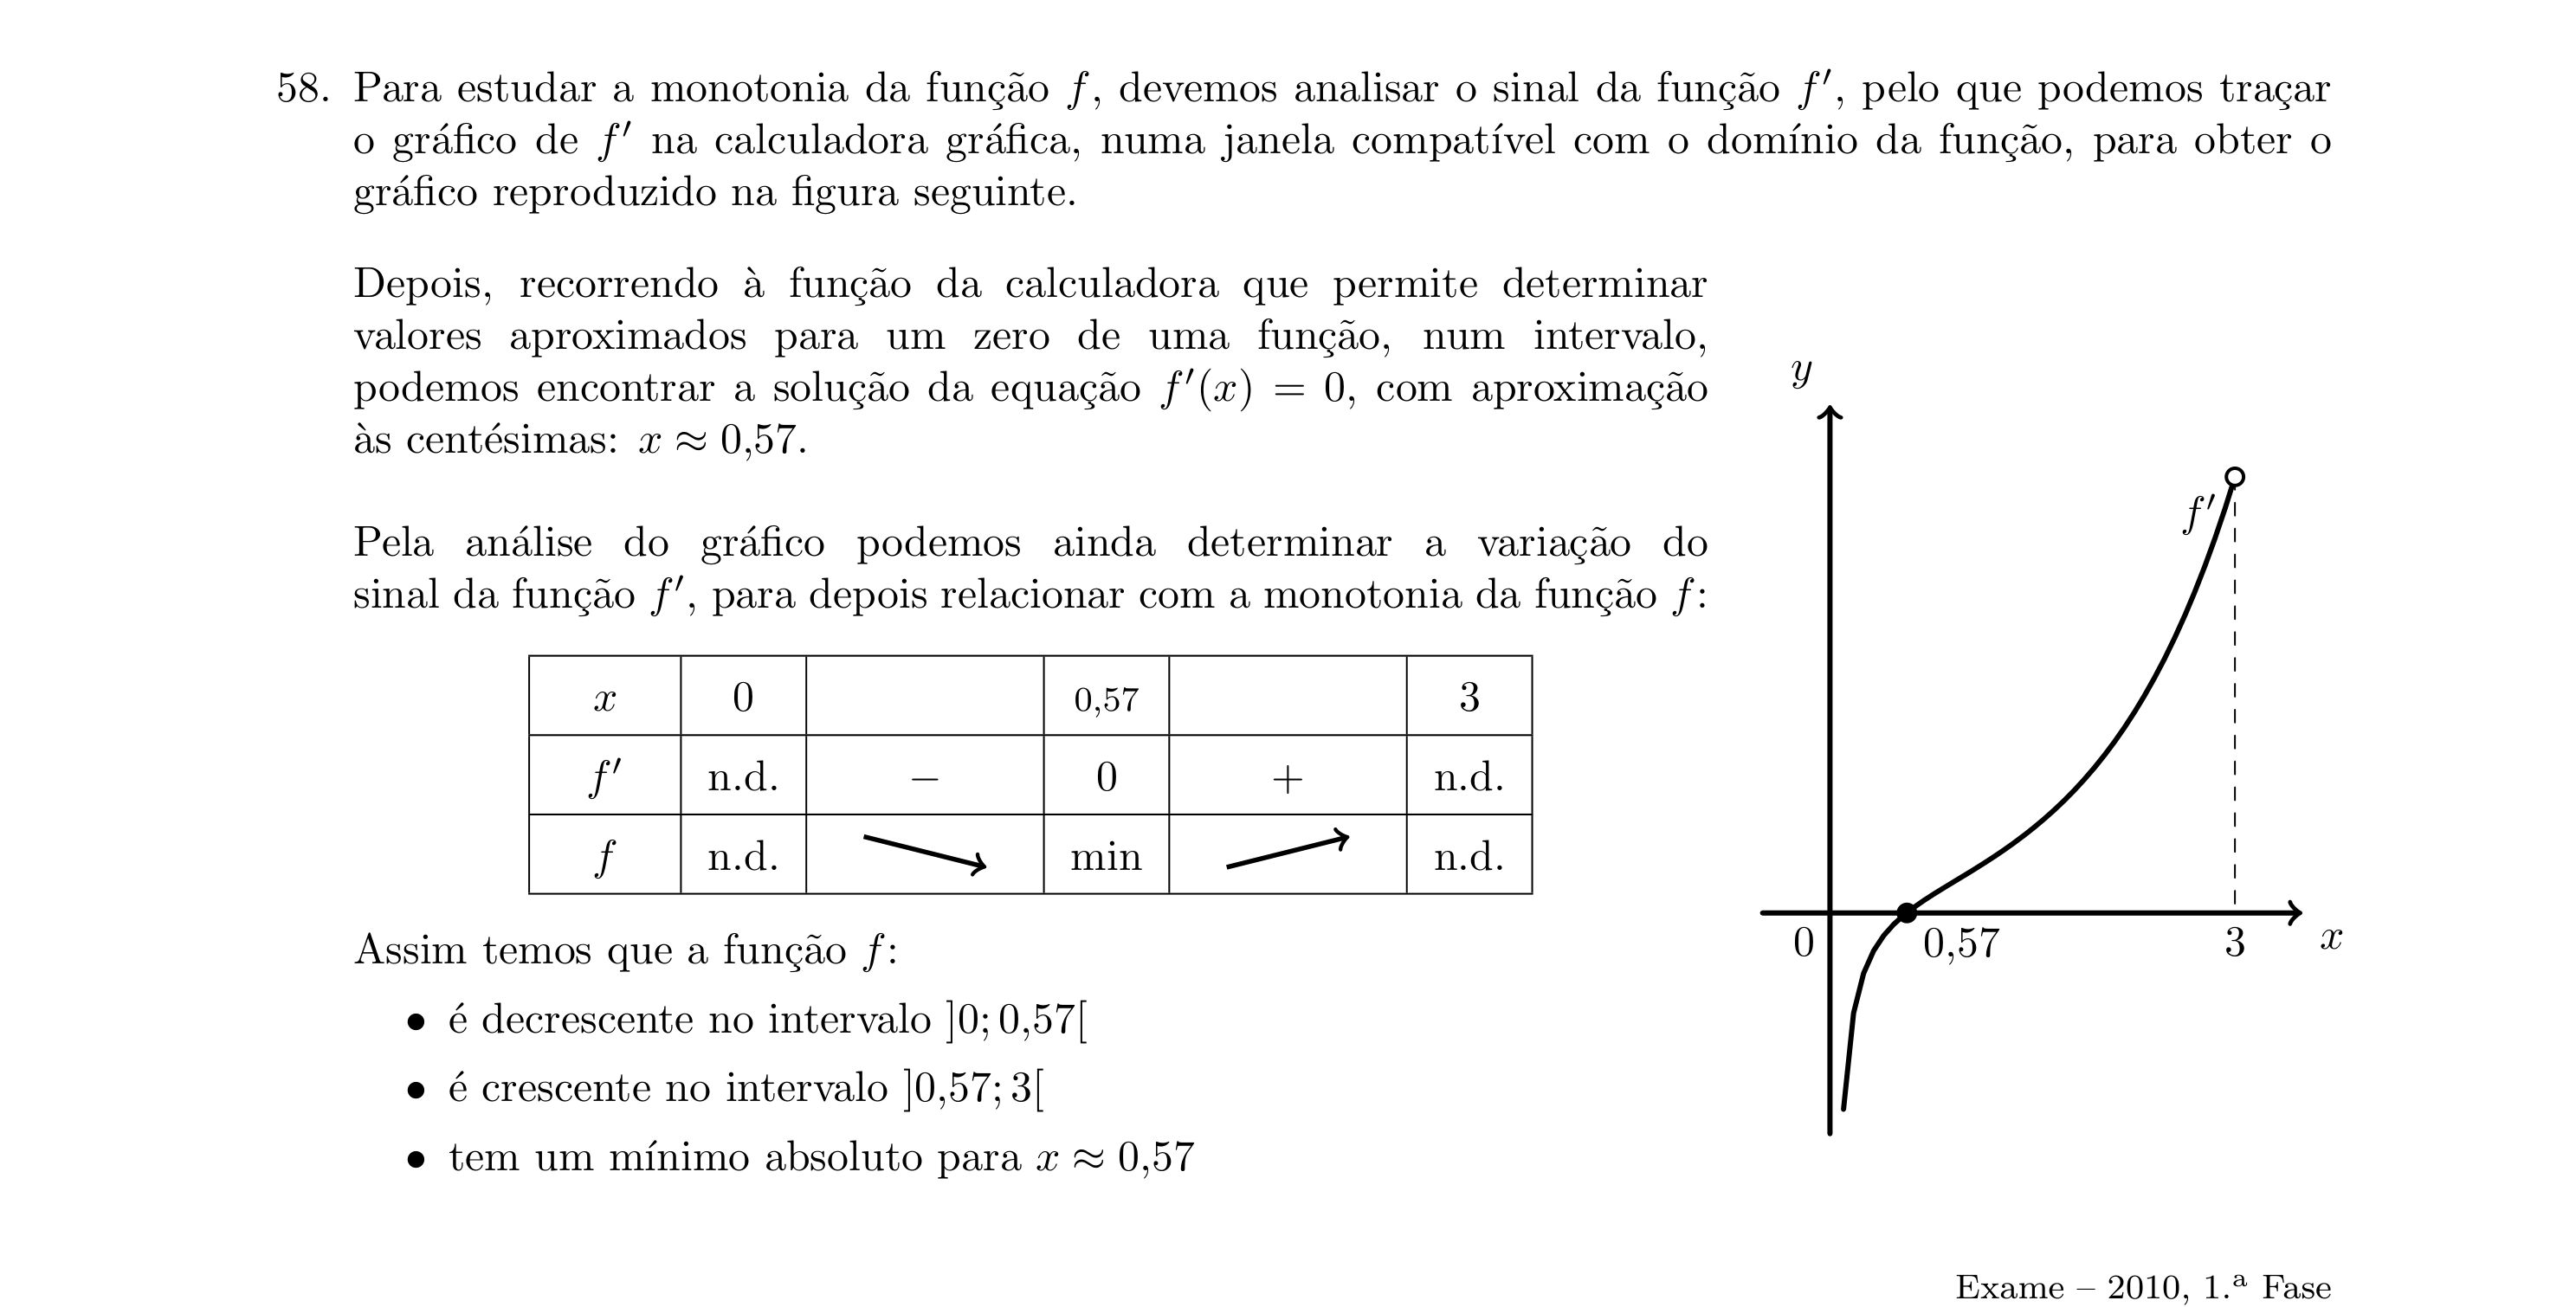 58. Para estudar a monotonia da função f, devemos analisar o sinal da função f′, pelo que podemos traçar
o gráfico de f′ na calculadora gráfica, numa janela compatível com o domínio da função, para obter o
gráfico reproduzido na figura seguinte.
Depois, recorrendo à função da calculadora que permite determinar
valores aproximados para um zero de uma função, num intervalo,
podemos encontrar a solução da equação f′(x) = 0, com aproximação
às centésimas: x ≈ 0,57.
Pela análise do gráfico podemos ainda determinar a variação do
sinal da função f′, para depois relacionar com a monotonia da função f:
x 0 0,57 3
f′ n.d. − 0 + n.d.
f n.d. min n.d.
Assim temos que a função f:
• é decrescente no intervalo ]0; 0,57[
• é crescente no intervalo ]0,57; 3[
• tem um mínimo absoluto para x ≈ 0,57
y
f′
0 0,57 3 x
Exame – 2010, 1.ª Fase